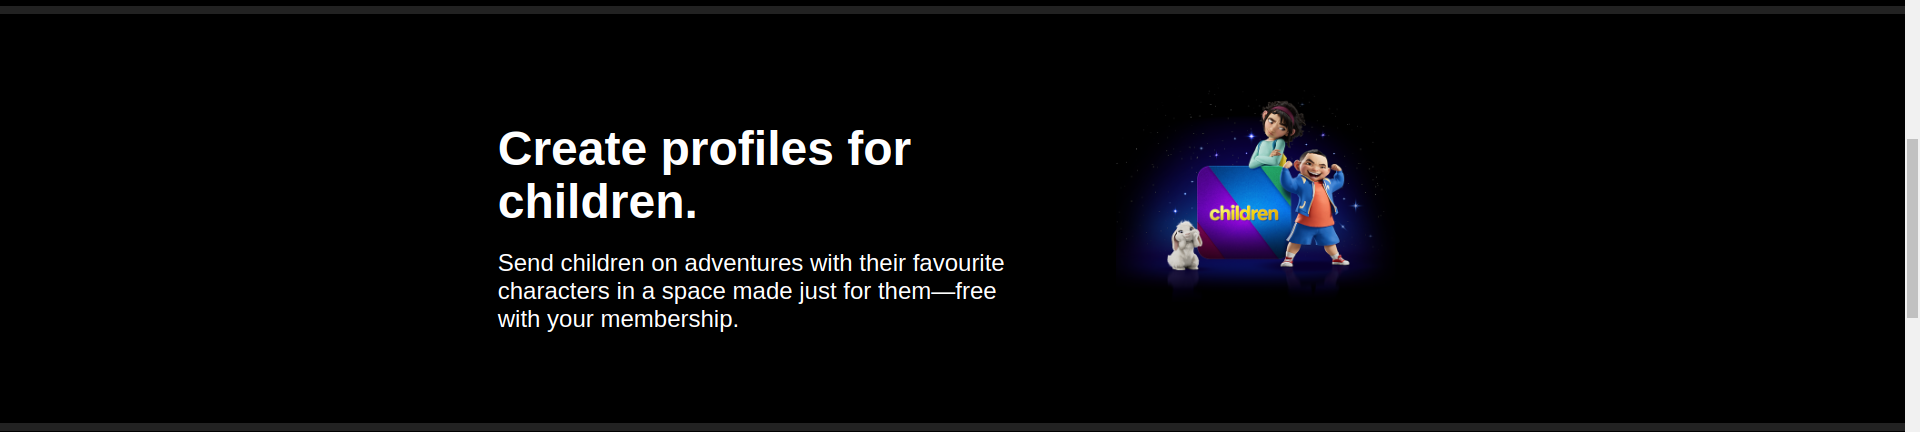 Create profiles for
children.
Send children on adventures with their favourite
characters in a space made just for them—free
with your membership.
children